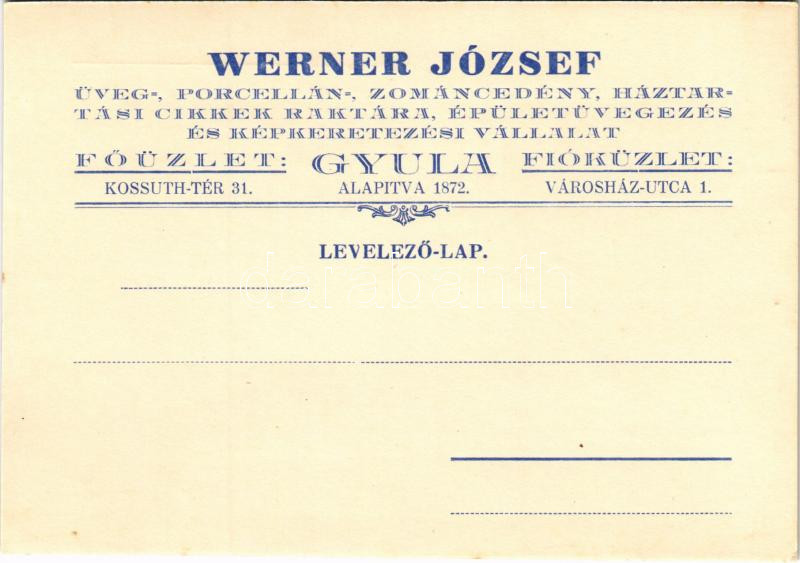 WERNER JÓZSEF
ÜVEG-, PORCELLÁN-, ZOMÁNCEDÉNY, HÁZTAR-
TÁSI CIKKEK RAKTÁRA, ÉPÜLETÜVEGEZÉS
ÉS KÉPKERETEZÉSI VÁLLALAT
FŐÜZLET: GYULA FIÓKÜZLET:
KOSSUTH-TÉR 31. ALAPITVA 1872. VÁROSHÁZ-UTCA 1.
LEVELEZŐ-LAP.
darabanth